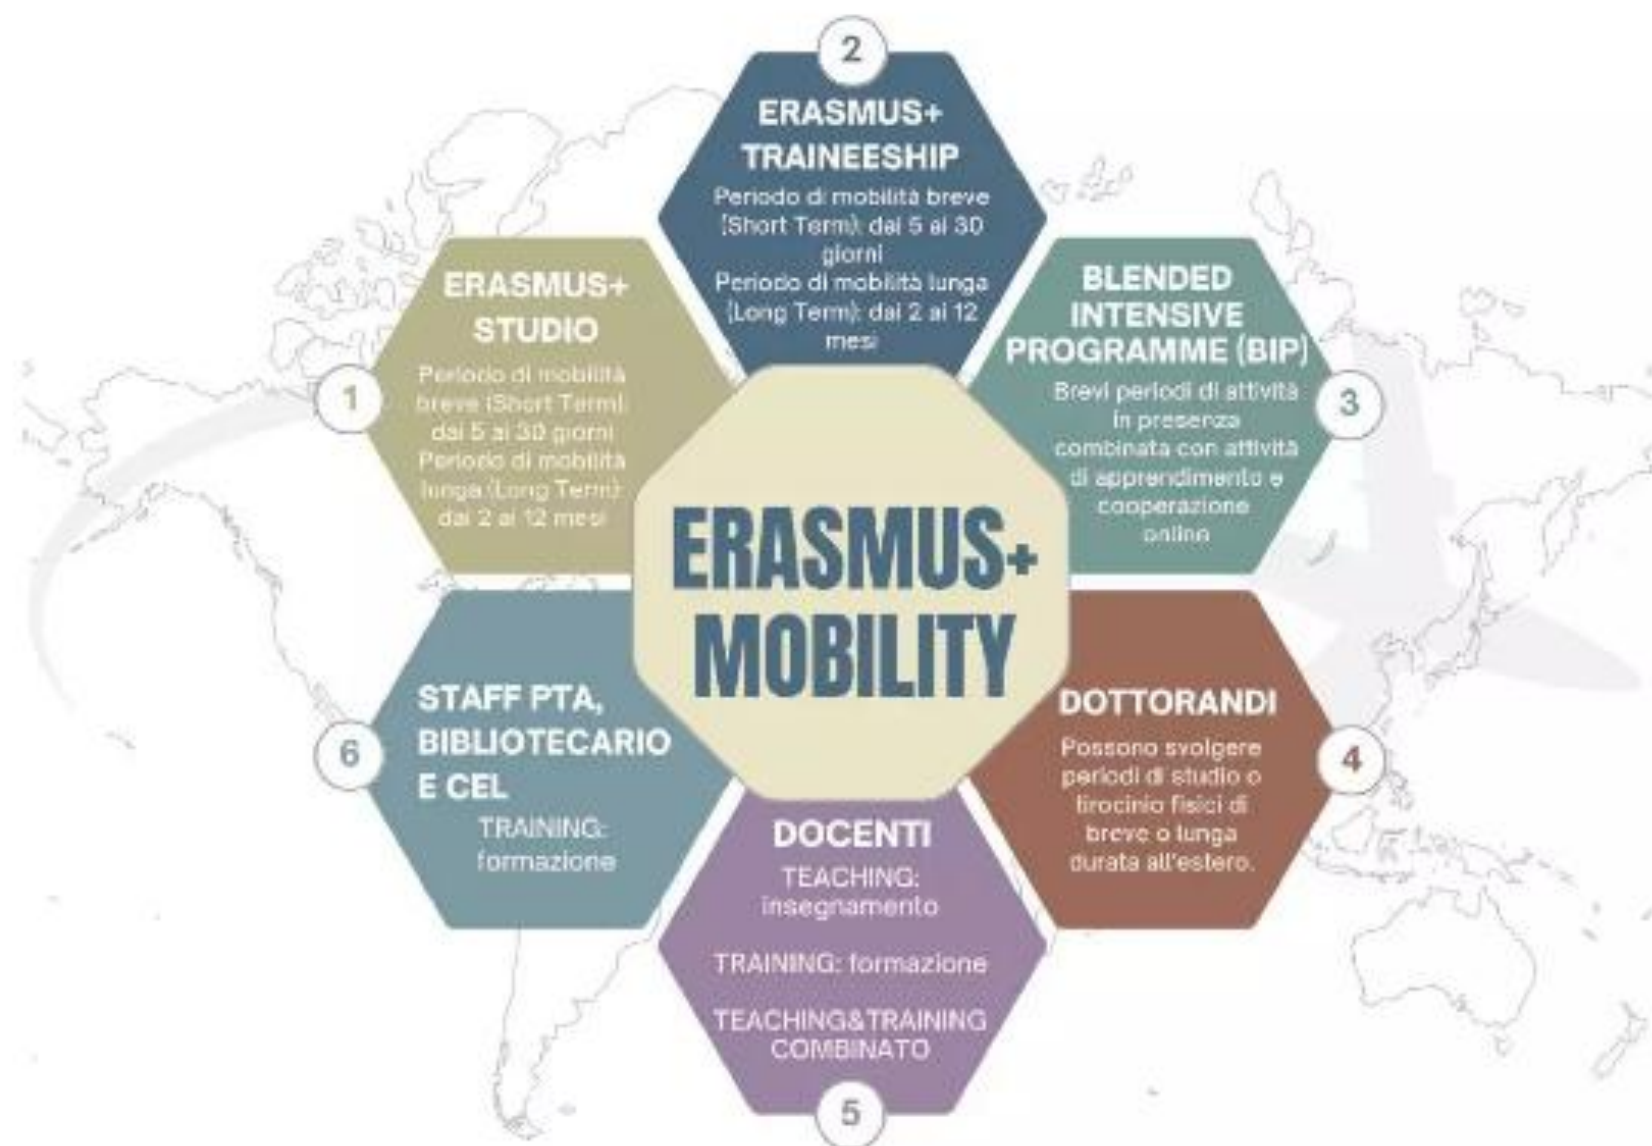 1
ERASMUS+
STUDIO
Periodo di mobilità
breve (Short Term):
dai 5 ai 30 giorni
Periodo di mobilità
lunga (Long Term):
dai 2 ai 12 mesi
2
ERASMUS+
TRAINEESHIP
Periodo di mobilità breve
(Short Term): dai 5 ai 30
giorni
Periodo di mobilità lunga
(Long Term): dai 2 ai 12
mesi
3
BLENDED
INTENSIVE
PROGRAMME (BIP)
Brevi periodi di attività
in presenza
combinata con attività
di apprendimento e
cooperazione
online
ERASMUS+
MOBILITY
4
DOTTORANDI
Possono svolgere
periodi di studio o
tirocinio fisici di
breve o lunga
durata all'estero.
5
DOCENTI
TEACHING:
insegnamento
TRAINING: formazione
TEACHING&TRAINING
COMBINATO
6
STAFF PTA,
BIBLIOTECARIO
E CEL
TRAINING:
formazione